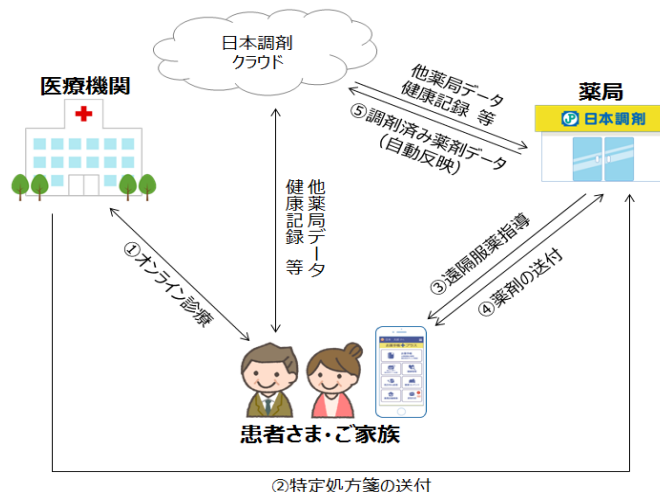 日本調剤
クラウド
医療機関
他薬局データ
健康記録 等
⑤調剤済み薬剤データ
(自動反映)
薬局
日本調剤
他薬局データ
健康記録 等
①オンライン診療
③遠隔服薬指導
④薬剤の送付
患者さま・ご家族
②特定処方箋の送付